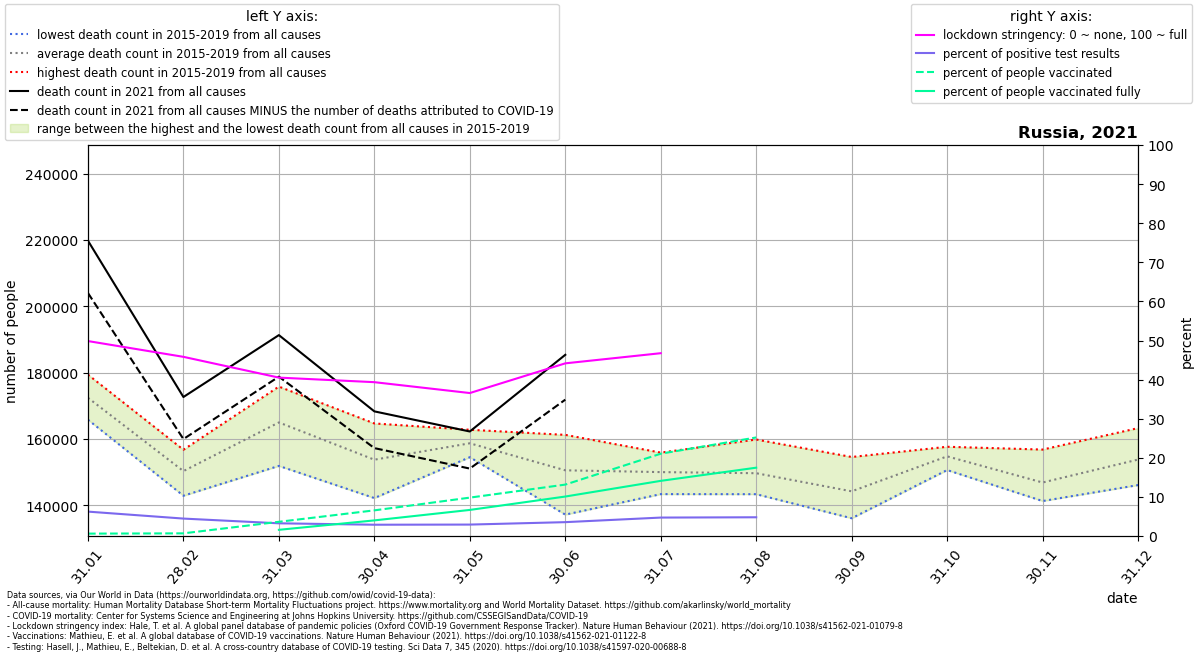 left Y axis:
lowest death count in 2015-2019 from all causes
average death count in 2015-2019 from all causes
highest death count in 2015-2019 from all causes
death count in 2021 from all causes
death count in 2021 from all causes MINUS the number of deaths attributed to COVID-19
range between the highest and the lowest death count from all causes in 2015-2019
right Y axis:
lockdown stringency: 0 ~ none, 100 ~ full
percent of positive test results
percent of people vaccinated
percent of people vaccinated fully
Russia, 2021
number of people
240000
220000
200000
180000
160000
140000
100
90
80
70
60
50
40
30
20
10
0
percent
31.01
28.02
31.03
30.04
31.05
30.06
31.07
31.08
30.09
31.10
30.11
31.12
date
Data sources, via Our World in Data (https://ourworldindata.org, https://github.com/owid/covid-19-data):
- All-cause mortality: Human Mortality Database Short-term Mortality Fluctuations project. https://www.mortality.org and World Mortality Dataset. https://github.com/akarlinsky/world_mortality
- COVID-19 mortality: Center for Systems Science and Engineering at Johns Hopkins University. https://github.com/CSSEGISandData/COVID-19
- Lockdown stringency index: Hale, T. et al. A global panel database of pandemic policies (Oxford COVID-19 Government Response Tracker). Nature Human Behaviour (2021). https://doi.org/10.1038/s41562-021-01079-8
- Vaccinations: Mathieu, E. et al. A global database of COVID-19 vaccinations. Nature Human Behaviour (2021). https://doi.org/10.1038/s41562-021-01122-8
- Testing: Hasell, J., Mathieu, E., Beltekian, D. et al. A cross-country database of COVID-19 testing. Sci Data 7, 345 (2020). https://doi.org/10.1038/s41597-020-00688-8